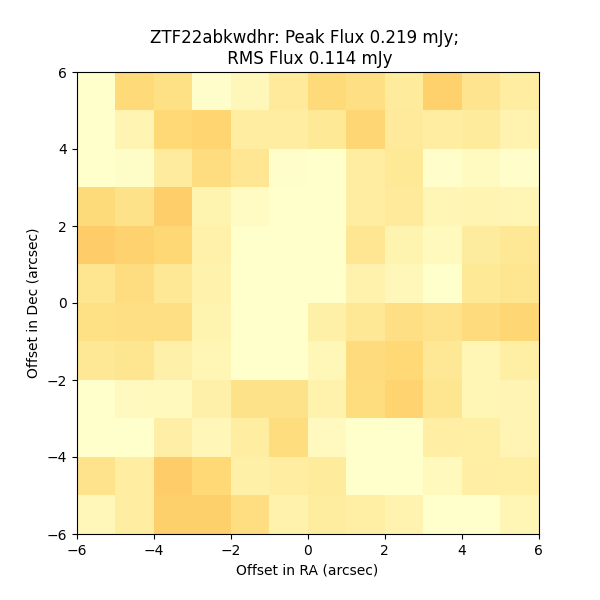 ZTF22abkwdhr: Peak Flux 0.219 mJy;
RMS Flux 0.114 mJy
6
4
2
0
−2
−4
−6
Offset in Dec (arcsec)
−6 −4 −2 0 2 4 6
Offset in RA (arcsec)